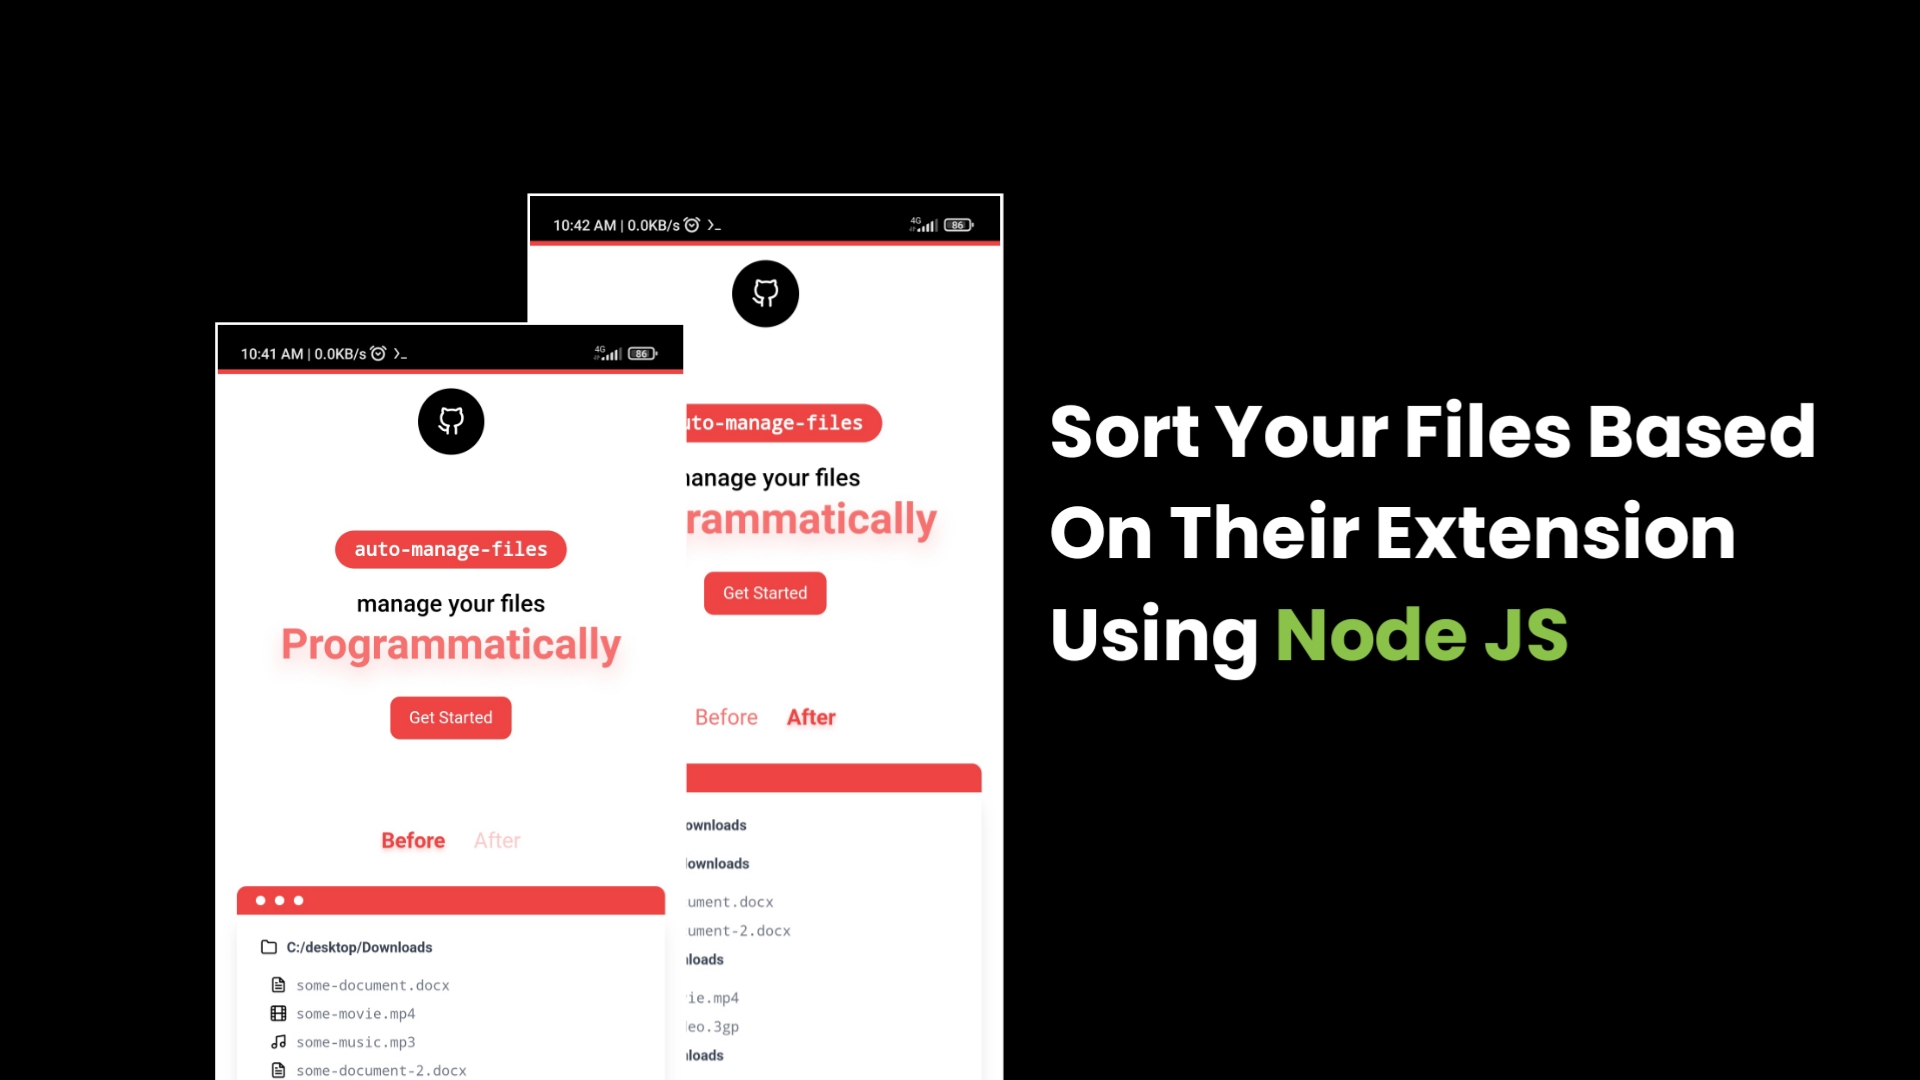 10:41 AM | 0.0KB/s >_ 4G 86
auto-manage-files
manage your files
Programmatically
Get Started
Before After
C:/desktop/Downloads
some-document.docx
some-movie.mp4
some-music.mp3
some-document-2.docx
10:42 AM | 0.0KB/s >_ 4G 86
uto-manage-files
anage your files
rammatically
Get Started
Before After
ownloads
ownloads
ument.docx
ument-2.docx
loads
ie.mp4
eo.3gp
loads
Sort Your Files Based
On Their Extension
Using Node JS